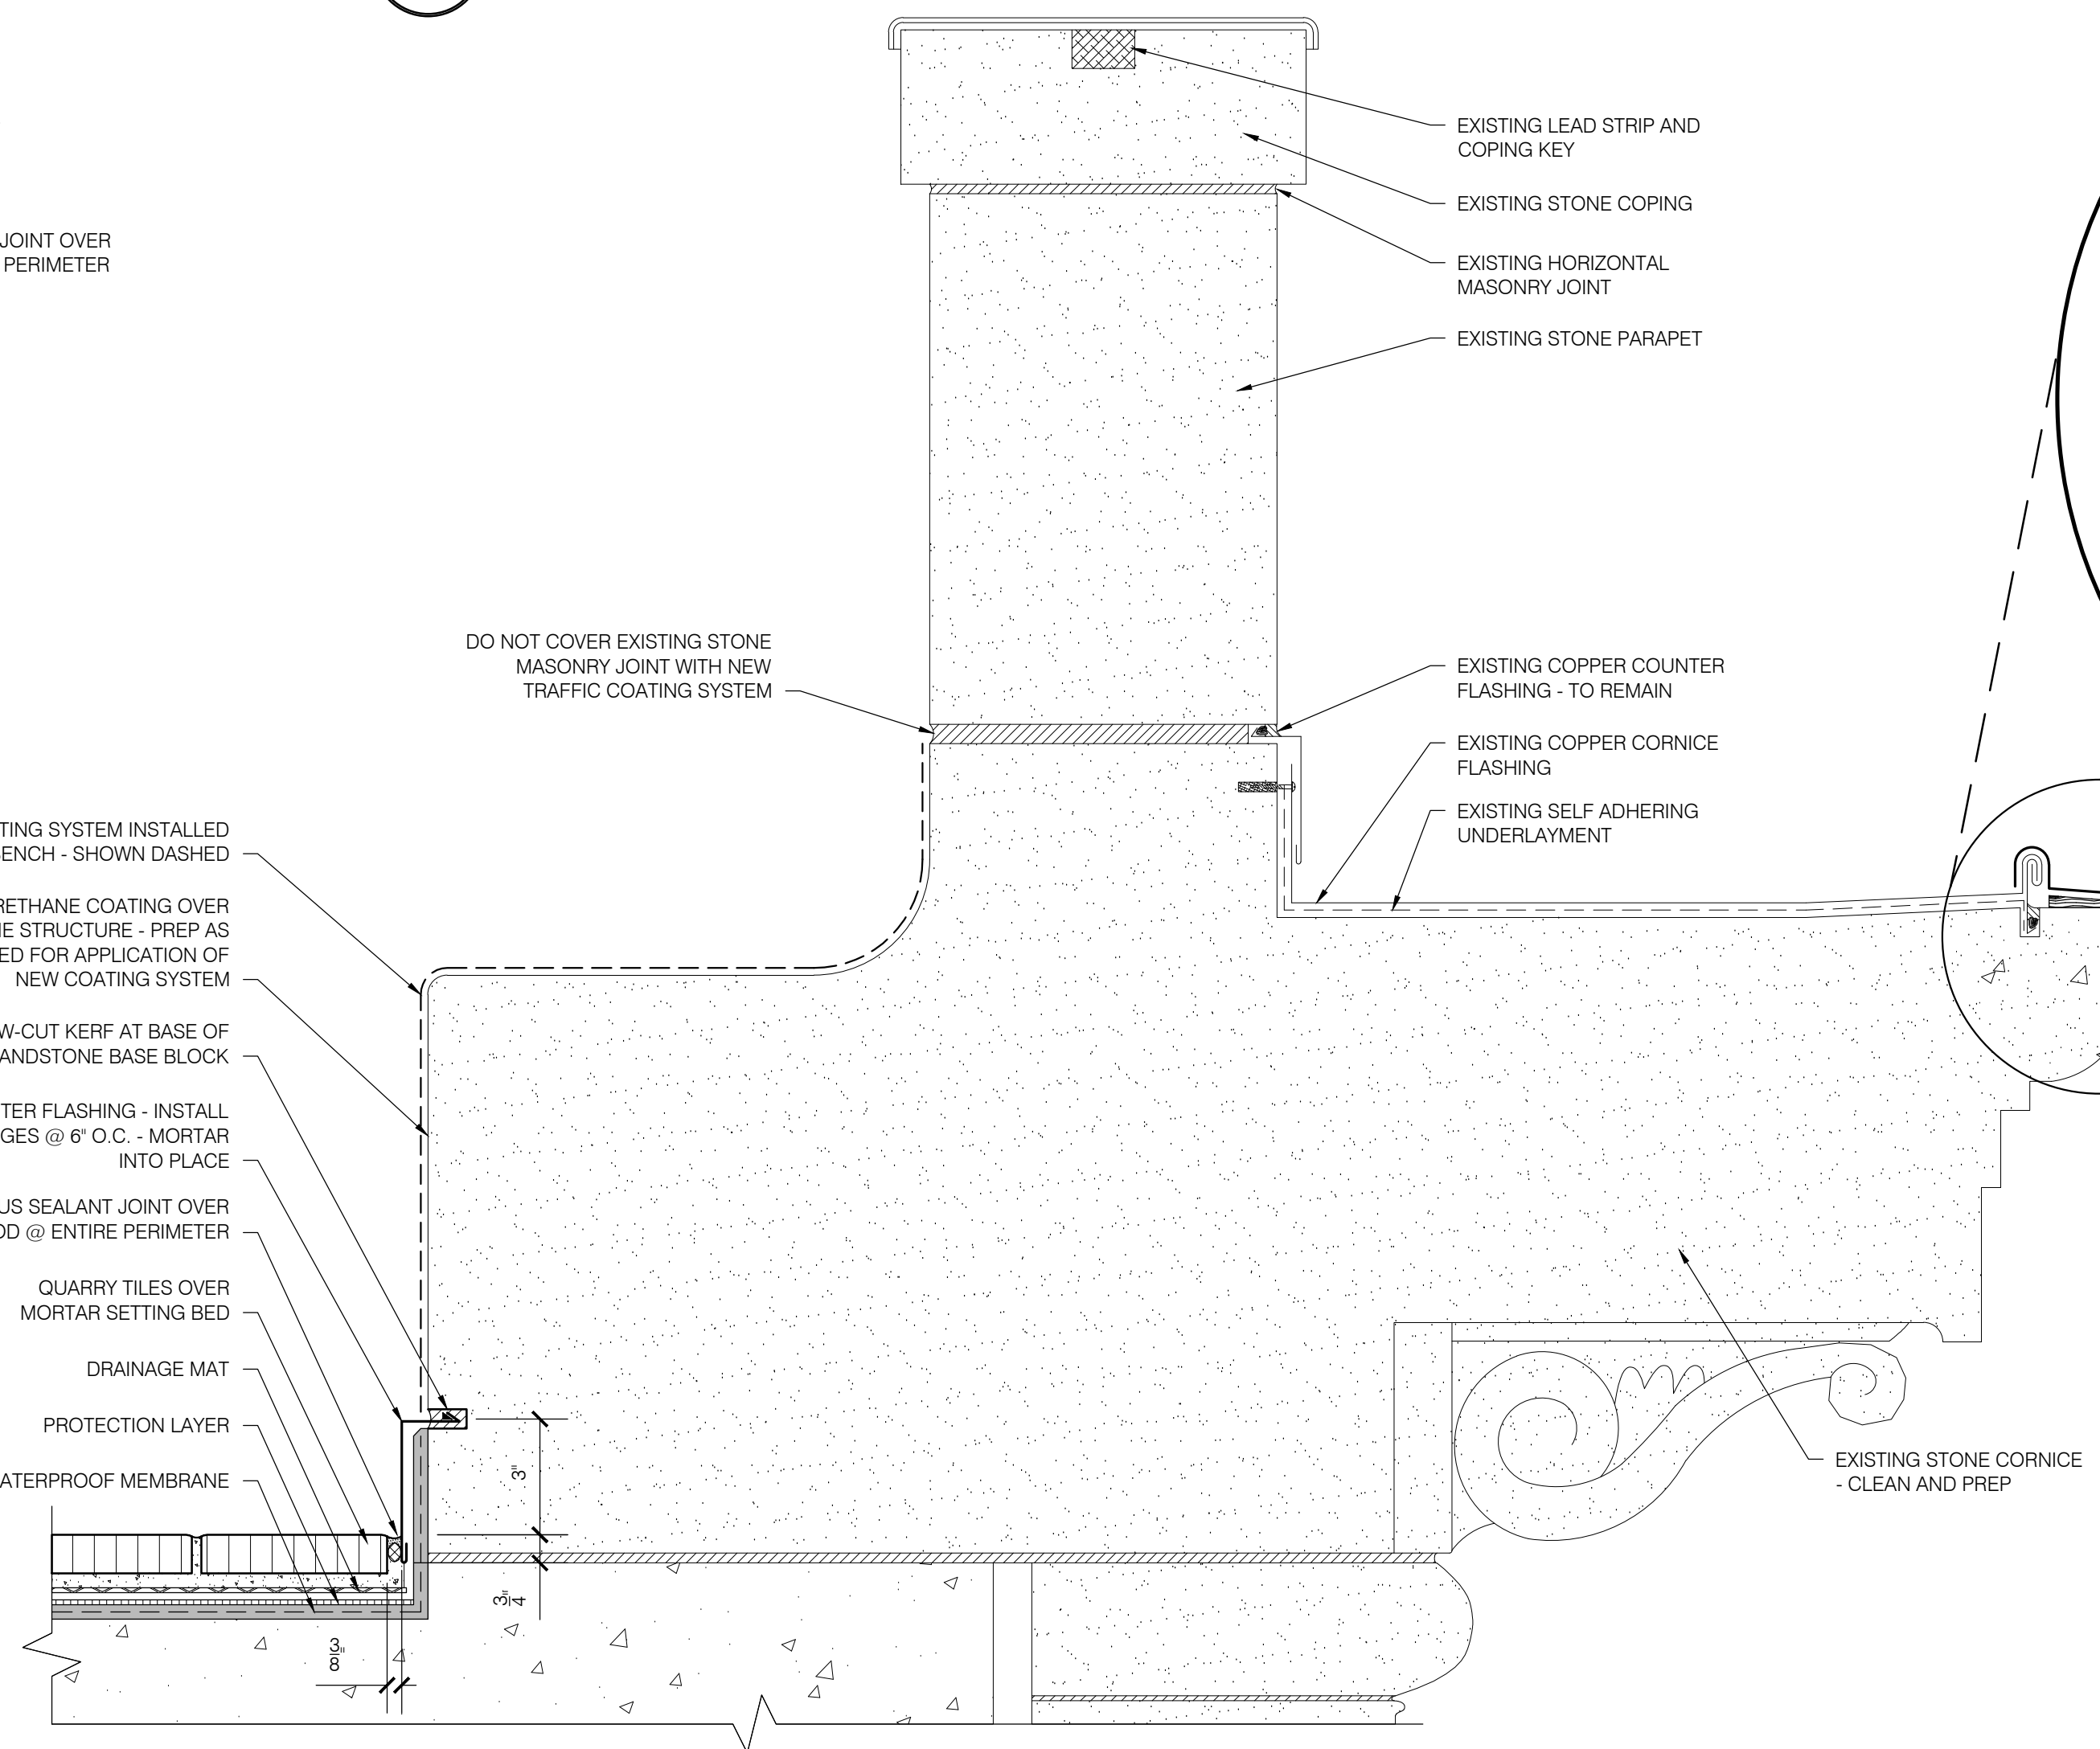 JOINT OVER
PERIMETER
EXISTING LEAD STRIP AND
COPING KEY
EXISTING STONE COPING
EXISTING HORIZONTAL
MASONRY JOINT
EXISTING STONE PARAPET
DO NOT COVER EXISTING STONE
MASONRY JOINT WITH NEW
TRAFFIC COATING SYSTEM
EXISTING COPPER COUNTER
FLASHING - TO REMAIN
EXISTING COPPER CORNICE
FLASHING
EXISTING SELF ADHERING
UNDERLAYMENT
TING SYSTEM INSTALLED
ENCH - SHOWN DASHED
RETHANE COATING OVER
NE STRUCTURE - PREP AS
ED FOR APPLICATION OF
NEW COATING SYSTEM
W-CUT KERF AT BASE OF
ANDSTONE BASE BLOCK
TER FLASHING - INSTALL
GES @ 6" O.C. - MORTAR
INTO PLACE
US SEALANT JOINT OVER
OD @ ENTIRE PERIMETER
QUARRY TILES OVER
MORTAR SETTING BED
DRAINAGE MAT
PROTECTION LAYER
ATERPROOF MEMBRANE
3"
3/4"
3/8"
EXISTING STONE CORNICE
- CLEAN AND PREP